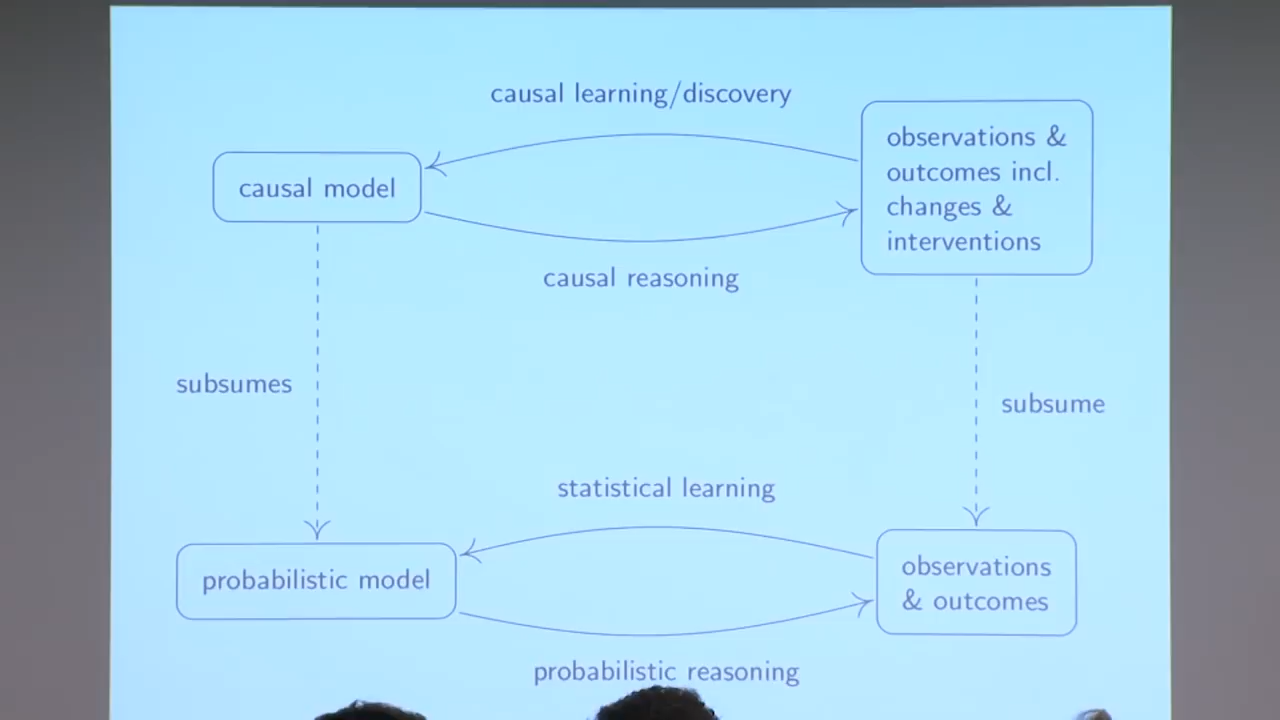 causal learning/discovery
observations &
outcomes incl.
changes &
interventions
causal model
causal reasoning
subsumes
subsume
statistical learning
probabilistic model
observations
& outcomes
probabilistic reasoning